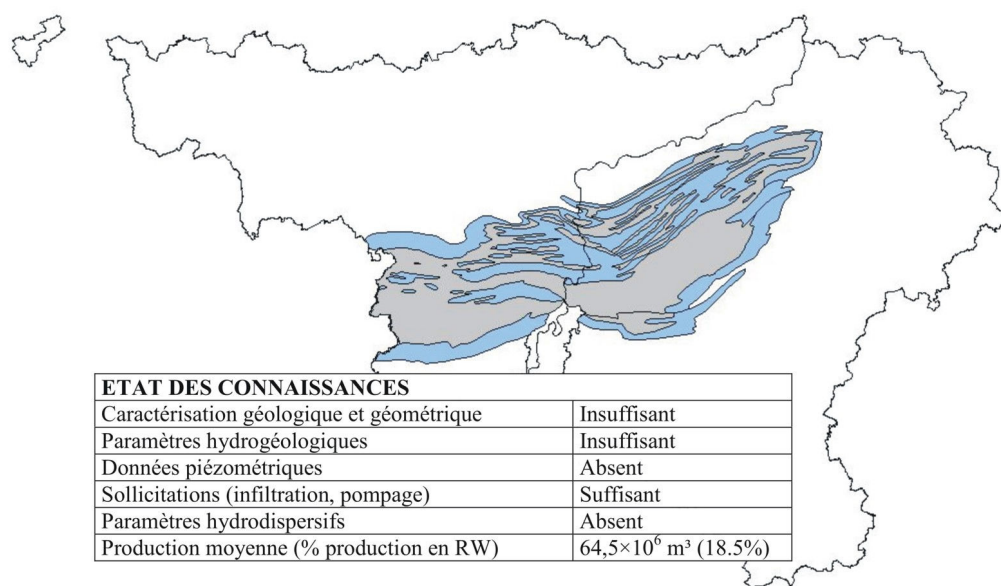 ETAT DES CONNAISSANCES
Caractérisation géologique et géométrique Insuffisant
Paramètres hydrogéologiques Insuffisant
Données piézométriques Absent
Sollicitations (infiltration, pompage) Suffisant
Paramètres hydrodispersifs Absent
Production moyenne (% production en RW) 64,5×10⁶ m³ (18.5%)